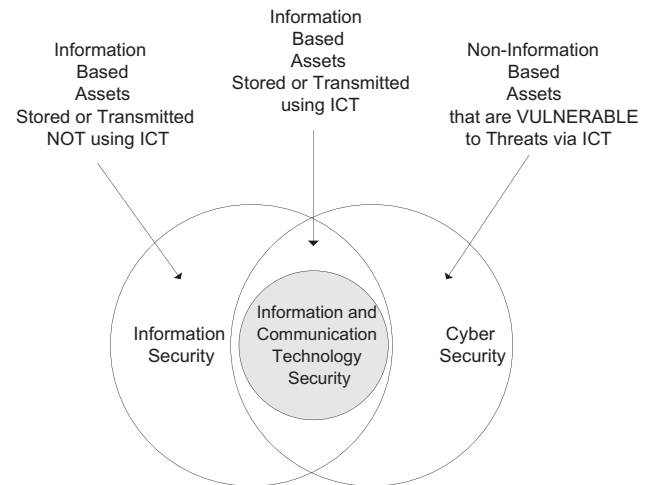 Information
Based
Assets
Stored or Transmitted
NOT using ICT
Information
Based
Assets
Stored or Transmitted
using ICT
Non-Information
Based
Assets
that are VULNERABLE
to Threats via ICT
Information
Security
Information and
Communication
Technology
Security
Cyber
Security